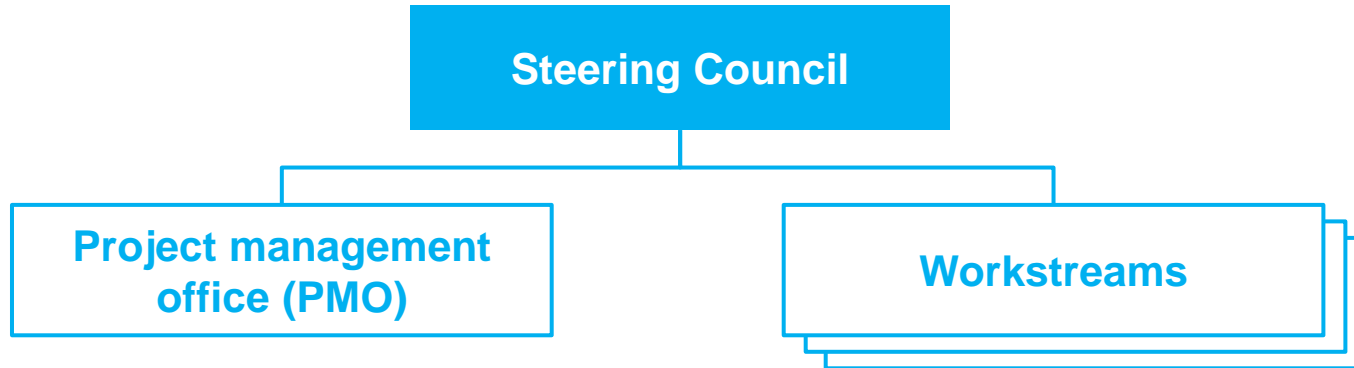 Steering Council
Project management
office (PMO)
Workstreams